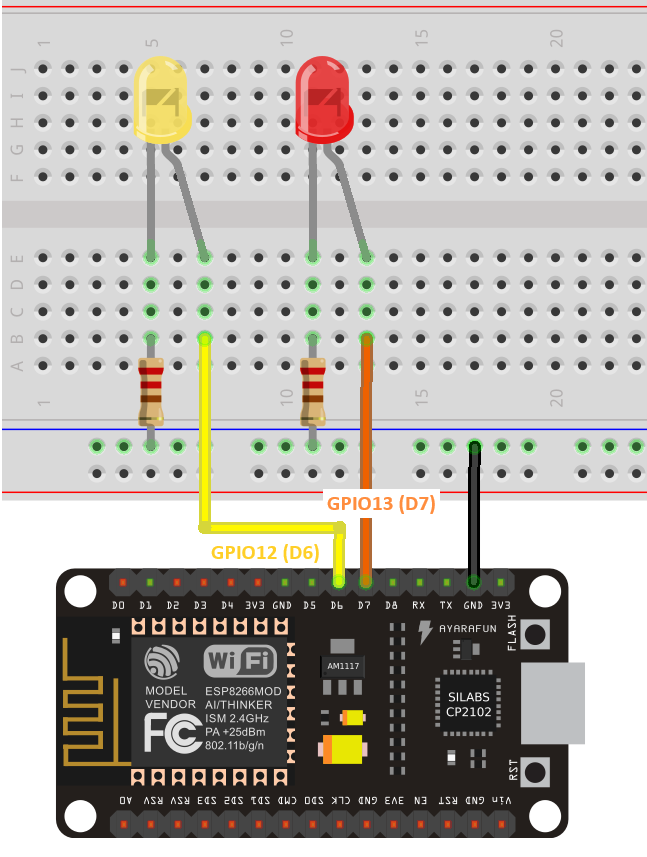 1 5 10 15 20
J
I
H
G
F
E
D
C
B
A
1 10 15 20
GPIO13 (D7)
GPIO12 (D6)
D0 D1 D2 D3 D4 3V3 GND D5 D6 D7 D8 RX TX GND 3V3
AYARAFUN
FLASH
WiFi
AM1117
MODEL
VENDOR
ESP8266MOD
AI/THINKER
ISM 2.4GHz
PA +25dBm
802.11b/g/n
FC
SILABS
CP2102
RST
A0 RSV RSV SD3 SD2 SD1 CMD SD0 CLK GND 3V3 EN RST GND Vin